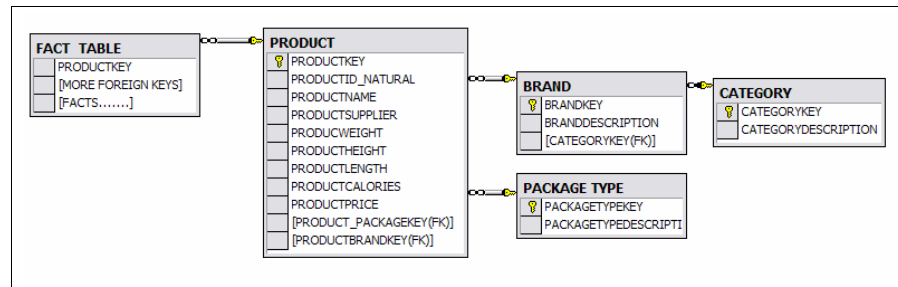 FACT TABLE
PRODUCTKEY
[MORE FOREIGN KEYS]
[FACTS.......]
PRODUCT
PRODUCTKEY
PRODUCTID_NATURAL
PRODUCTNAME
PRODUCTSUPPLIER
PRODUCWEIGHT
PRODUCTHEIGHT
PRODUCTLENGTH
PRODUCTCALORIES
PRODUCTPRICE
[PRODUCT_PACKAGEKEY(FK)]
[PRODUCTBRANDKEY(FK)]
BRAND
BRANDKEY
BRANDDESCRIPTION
[CATEGORYKEY(FK)]
CATEGORY
CATEGORYKEY
CATEGORYDESCRIPTION
PACKAGE TYPE
PACKAGETYPEKEY
PACKAGETYPEDESCRIPTI